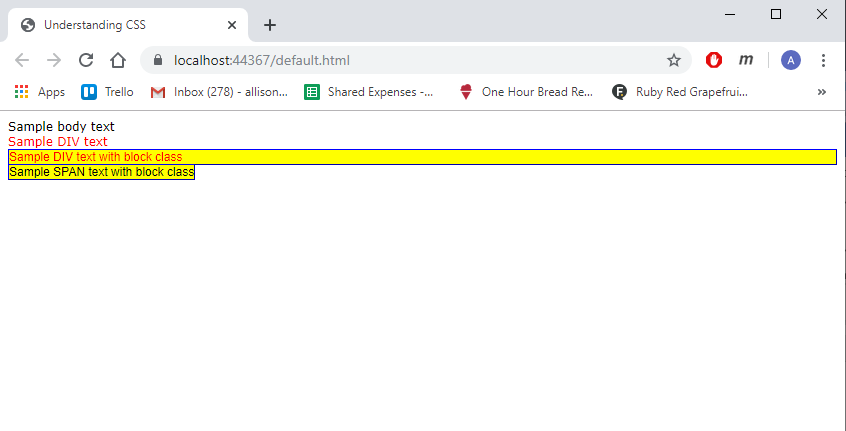 Understanding CSS
localhost:44367/default.html
m
A
Apps
Trello
Inbox (278) - allison...
Shared Expenses -...
One Hour Bread Re...
F
Ruby Red Grapefrui...
»
Sample body text
Sample DIV text
Sample DIV text with block class
Sample SPAN text with block class